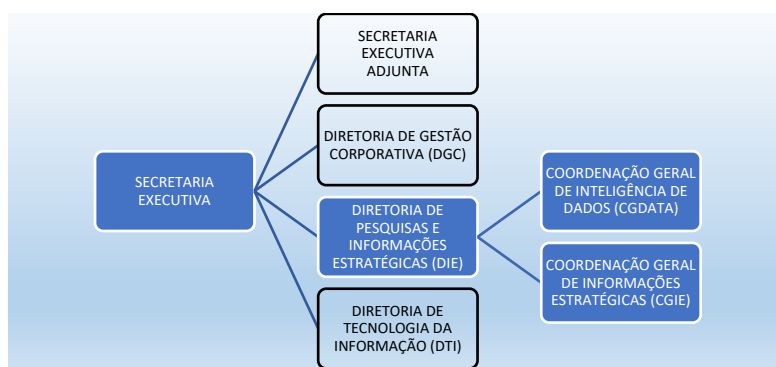 SECRETARIA
EXECUTIVA
SECRETARIA
EXECUTIVA
ADJUNTA
DIRETORIA DE GESTÃO
CORPORATIVA (DGC)
DIRETORIA DE
PESQUISAS E
INFORMAÇÕES
ESTRATÉGICAS (DIE)
COORDENAÇÃO GERAL
DE INTELIGÊNCIA DE
DADOS (CGDATA)
COORDENAÇÃO GERAL
DE INFORMAÇÕES
ESTRATÉGICAS (CGIE)
DIRETORIA DE
TECNOLOGIA DA
INFORMAÇÃO (DTI)